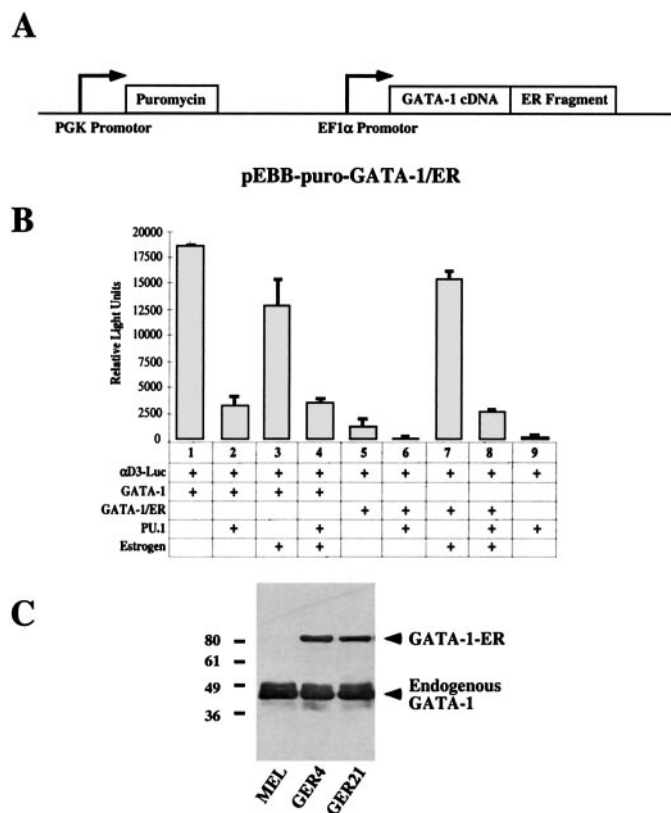 A
Puromycin
GATA-1 cDNA
ER Fragment
PGK Promotor
EF1α Promotor
pEBB-puro-GATA-1/ER
B
Relative Light Units
20000
17500
15000
12500
10000
7500
5000
2500
0
1 2 3 4 5 6 7 8 9
αD3-Luc + + + + + + + + +
GATA-1 + + + +
GATA-1/ER + + + +
PU.1 + + + + +
Estrogen + + + +
C
80
61
49
36
GATA-1-ER
Endogenous
GATA-1
MEL
GER4
GER21